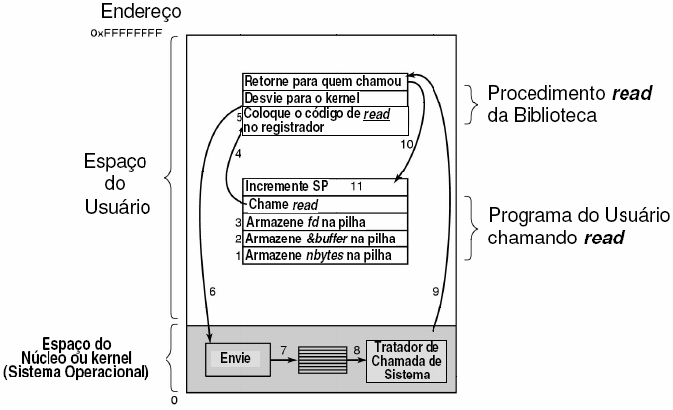 Endereço
0xFFFFFFFF
Retorne para quem chamou
Desvie para o kernel
5 Coloque o código de read
no registrador
Procedimento read
da Biblioteca
4
10
Espaço
do
Usuário
Incremente SP 11
Chame read
3 Armazene fd na pilha
2 Armazene &buffer na pilha
1 Armazene nbytes na pilha
Programa do Usuário
chamando read
6
9
Espaço do
Núcleo ou kernel
(Sistema Operacional)
Envie
7
8
Tratador de
Chamada de
Sistema
0